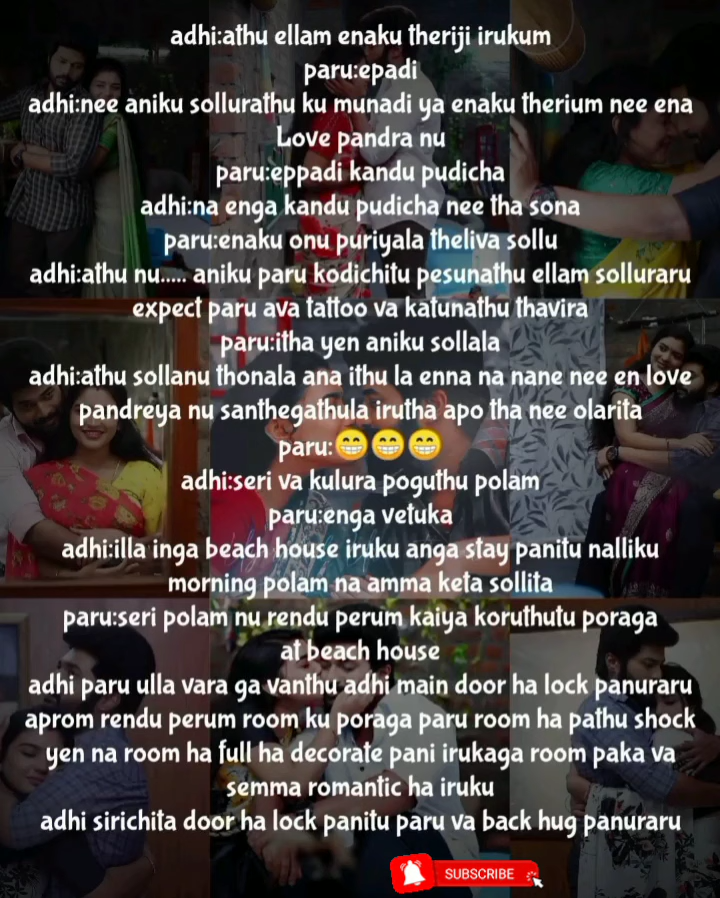 adhi:athu ellam enaku theriji irukum
paru:epadi
adhi:nee aniku sollurathu ku munadi ya enaku therium nee ena
Love pandra nu
paru:eppadi kandu pudicha
adhi:na enga kandu pudicha nee tha sona
paru:enaku onu puriyala theliva sollu
adhi:athu nu..... aniku paru kodichitu pesunathu ellam solluraru
expect paru ava tattoo va katunathu thavira
paru:itha yen aniku sollala
adhi:athu sollanu thonala ana ithu la enna na nane nee en love
pandreya nu santhegathula irutha apo tha nee olarita
paru:😁😁😁
adhi:seri va kulura poguthu polam
paru:enga vetuka
adhi:illa inga beach house iruku anga stay panitu nalliku
morning polam na amma keta sollita
paru:seri polam nu rendu perum kaiya koruthutu poraga
at beach house
adhi paru ulla vara ga vanthu adhi main door ha lock panuraru
aprom rendu perum room ku poraga paru room ha pathu shock
yen na room ha full ha decorate pani irukaga room paka va
semma romantic ha iruku
adhi sirichita door ha lock panitu paru va back hug panuraru
SUBSCRIBE